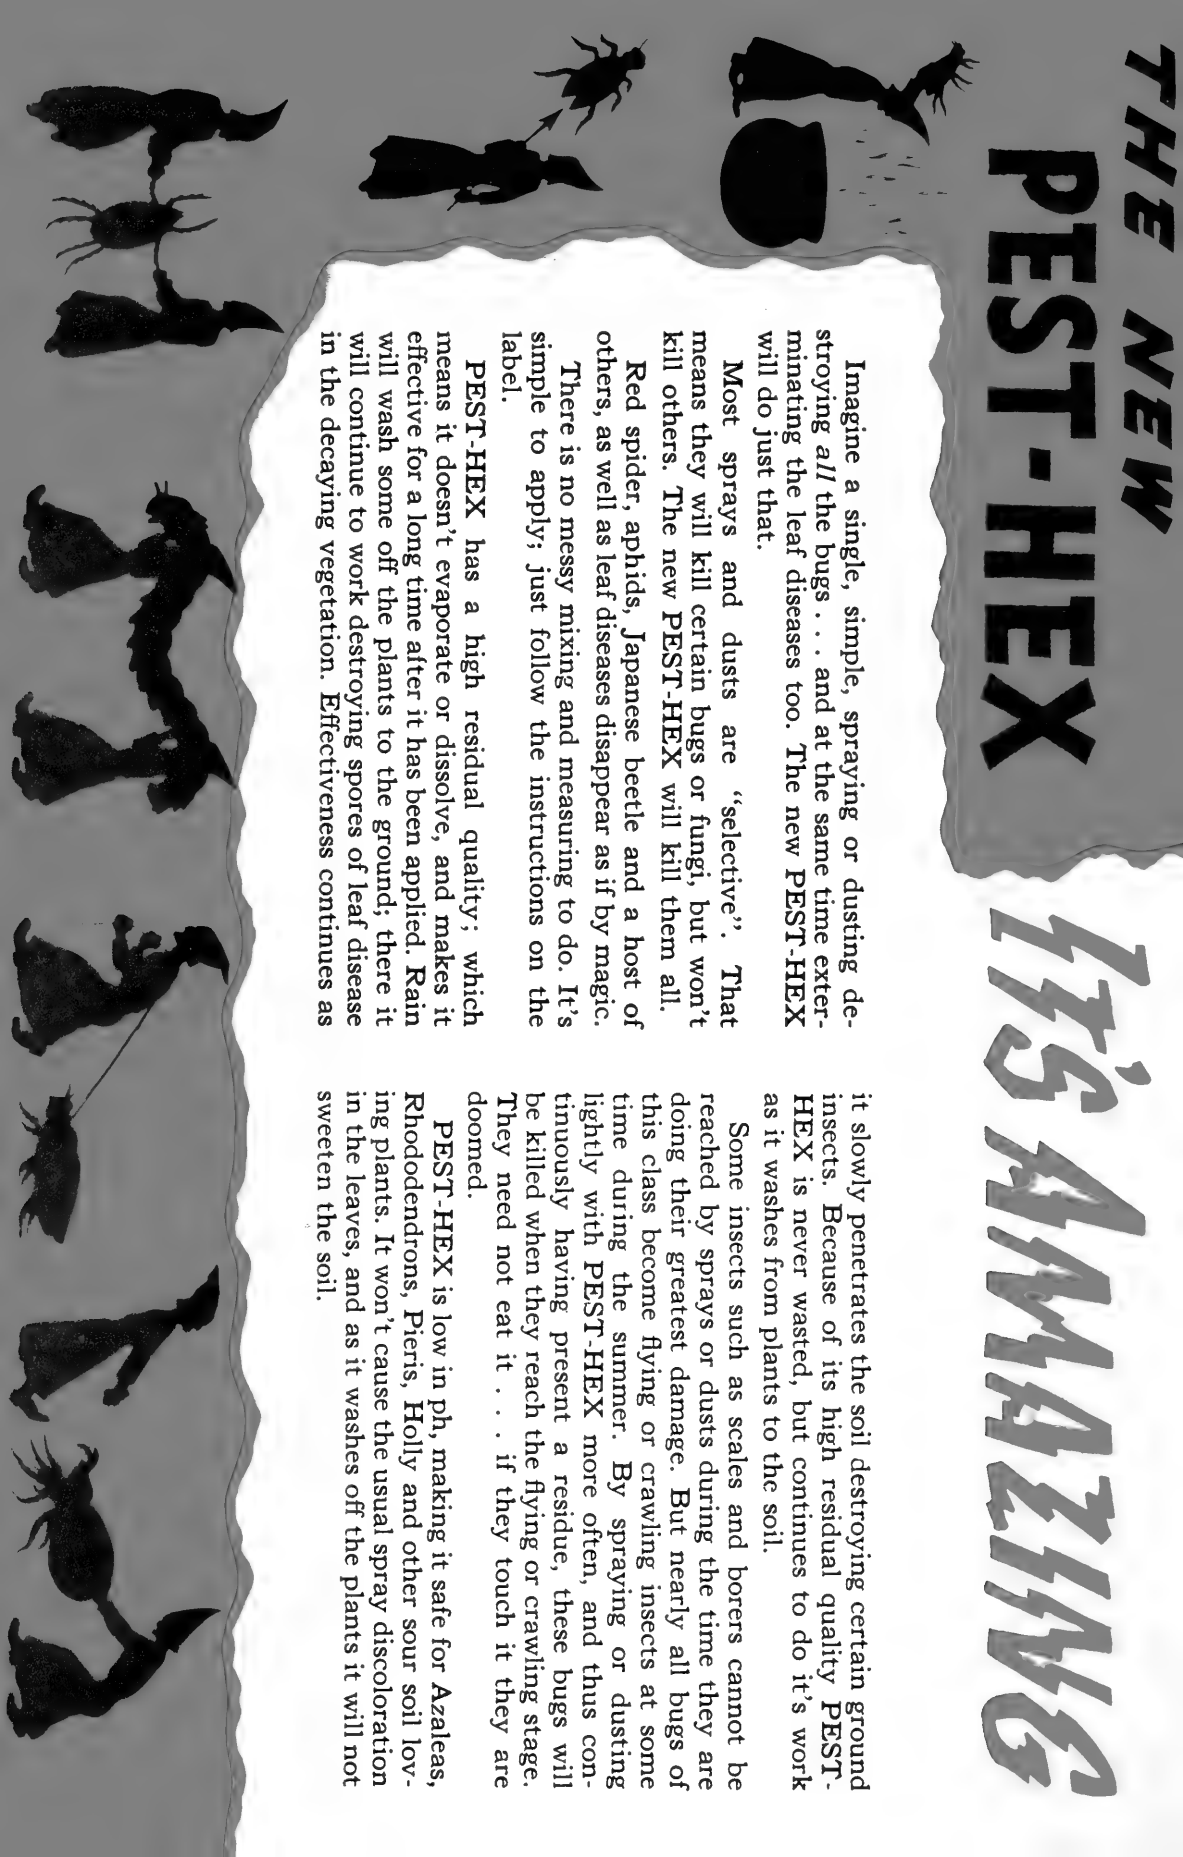 THE NEW
PEST-HEX
It's AMAZING
Imagine a single, simple, spraying or dusting de-
stroying all the bugs . . . and at the same time exter-
minating the leaf diseases too. The new PEST-HEX
will do just that.
Most sprays and dusts are “selective”. That
means they will kill certain bugs or fungi, but won't
kill others. The new PEST-HEX will kill them all.
Red spider, aphids, Japanese beetle and a host of
others, as well as leaf diseases disappear as if by magic.
There is no messy mixing and measuring to do. It's
simple to apply; just follow the instructions on the
label.
PEST-HEX has a high residual quality; which
means it doesn't evaporate or dissolve, and makes it
effective for a long time after it has been applied. Rain
will wash some off the plants to the ground; there it
will continue to work destroying spores of leaf disease
in the decaying vegetation. Effectiveness continues as
it slowly penetrates the soil destroying certain ground
insects. Because of its high residual quality PEST-
HEX is never wasted, but continues to do it's work
as it washes from plants to the soil.
Some insects such as scales and borers cannot be
reached by sprays or dusts during the time they are
doing their greatest damage. But nearly all bugs of
this class become flying or crawling insects at some
time during the summer. By spraying or dusting
lightly with PEST-HEX more often, and thus con-
tinuously having present a residue, these bugs will
be killed when they reach the flying or crawling stage.
They need not eat it . . . if they touch it they are
doomed.
PEST-HEX is low in ph, making it safe for Azaleas,
Rhododendrons, Pieris, Holly and other sour soil lov-
ing plants. It won't cause the usual spray discoloration
in the leaves, and as it washes off the plants it will not
sweeten the soil.